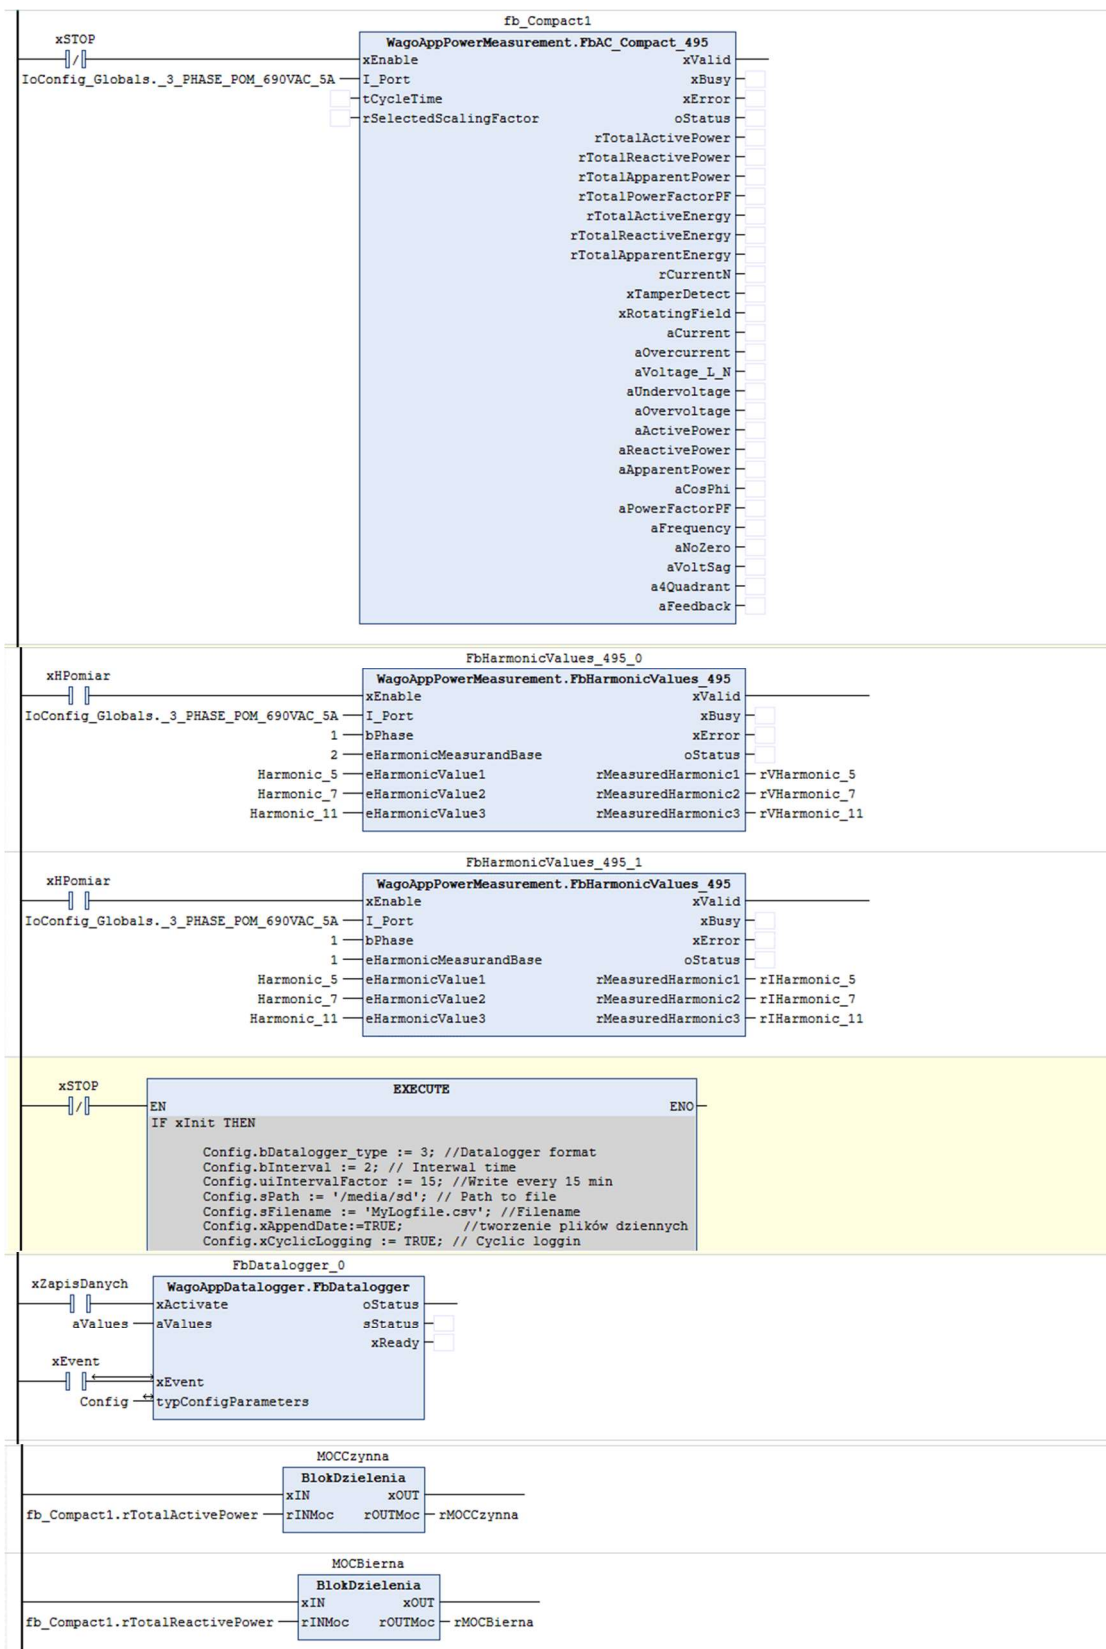 fb_Compact1
xSTOP
WagoAppPowerMeasurement.FbAC_Compact_495
xEnable xValid
IoConfig_Globals._3_PHASE_POM_690VAC_5A I_Port xBusy
tCycleTime xError
rSelectedScalingFactor oStatus
rTotalActivePower
rTotalReactivePower
rTotalApparentPower
rTotalPowerFactorPF
rTotalActiveEnergy
rTotalReactiveEnergy
rTotalApparentEnergy
rCurrentN
xTamperDetect
xRotatingField
aCurrent
aOvercurrent
aVoltage_L_N
aUndervoltage
aOvervoltage
aActivePower
aReactivePower
aApparentPower
aCosPhi
aPowerFactorPF
aFrequency
aNoZero
aVoltSag
a4Quadrant
aFeedback
FbHarmonicValues_495_0
xHPomiar
WagoAppPowerMeasurement.FbHarmonicValues_495
xEnable xValid
IoConfig_Globals._3_PHASE_POM_690VAC_5A I_Port xBusy
1 bPhase xError
2 eHarmonicMeasurandBase oStatus
Harmonic_5 eHarmonicValue1 rMeasuredHarmonic1 rVHarmonic_5
Harmonic_7 eHarmonicValue2 rMeasuredHarmonic2 rVHarmonic_7
Harmonic_11 eHarmonicValue3 rMeasuredHarmonic3 rVHarmonic_11
FbHarmonicValues_495_1
xHPomiar
WagoAppPowerMeasurement.FbHarmonicValues_495
xEnable xValid
IoConfig_Globals._3_PHASE_POM_690VAC_5A I_Port xBusy
1 bPhase xError
1 eHarmonicMeasurandBase oStatus
Harmonic_5 eHarmonicValue1 rMeasuredHarmonic1 rIHarmonic_5
Harmonic_7 eHarmonicValue2 rMeasuredHarmonic2 rIHarmonic_7
Harmonic_11 eHarmonicValue3 rMeasuredHarmonic3 rIHarmonic_11
xSTOP
EXECUTE
EN ENO
IF xInit THEN
Config.bDatalogger_type := 3; //Datalogger format
Config.bInterval := 2; // Interwal time
Config.uiIntervalFactor := 15; //Write every 15 min
Config.sPath := '/media/sd'; // Path to file
Config.sFilename := 'MyLogfile.csv'; //Filename
Config.xAppendDate:=TRUE; //tworzenie plików dziennych
Config.xCyclicLogging := TRUE; // Cyclic loggin
FbDatalogger_0
xZapisDanych
WagoAppDatalogger.FbDatalogger
xActivate oStatus
aValues aValues sStatus
xReady
xEvent
xEvent
Config typConfigParameters
MOCCzynna
BlokDzielenia
xIN xOUT
fb_Compact1.rTotalActivePower rINMoc rOUTMoc rMOCCzynna
MOCBierna
BlokDzielenia
xIN xOUT
fb_Compact1.rTotalReactivePower rINMoc rOUTMoc rMOCBierna